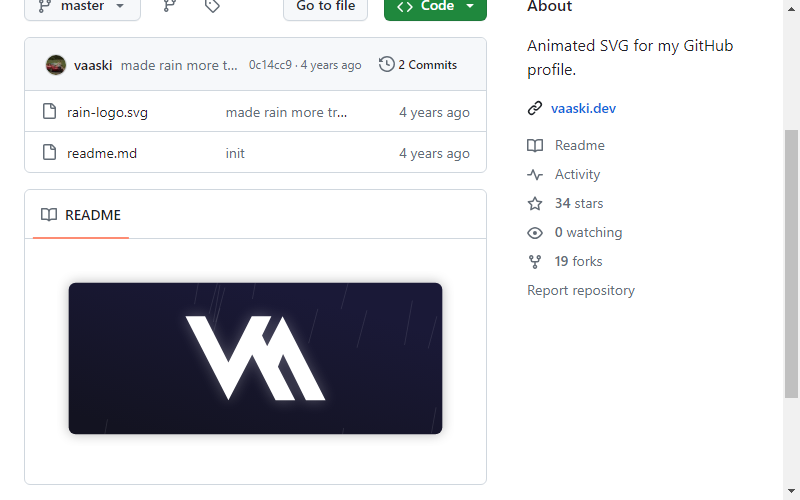 master
Go to file
Code
vaaski made rain more t... 0c14cc9 · 4 years ago 2 Commits
rain-logo.svg made rain more tr... 4 years ago
readme.md init 4 years ago
README
VM
About
Animated SVG for my GitHub
profile.
vaaski.dev
Readme
Activity
34 stars
0 watching
19 forks
Report repository